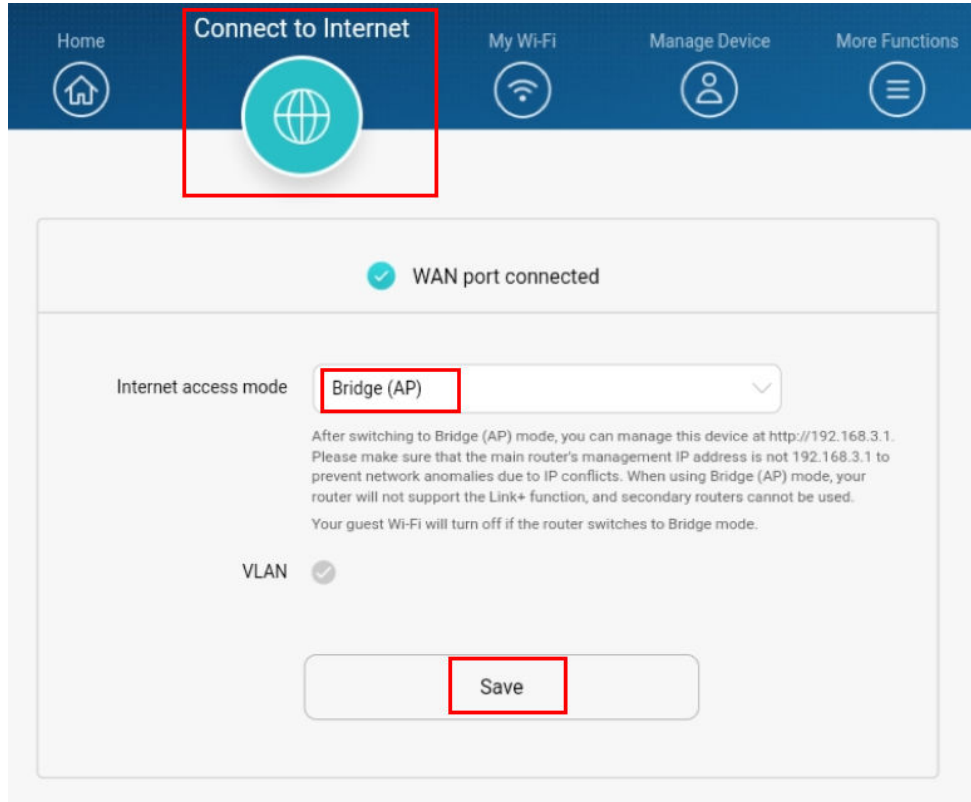 Home
Connect to Internet
My Wi-Fi
Manage Device
More Functions
WAN port connected
Internet access mode
Bridge (AP)
After switching to Bridge (AP) mode, you can manage this device at http://192.168.3.1.
Please make sure that the main router's management IP address is not 192.168.3.1 to
prevent network anomalies due to IP conflicts. When using Bridge (AP) mode, your
router will not support the Link+ function, and secondary routers cannot be used.
Your guest Wi-Fi will turn off if the router switches to Bridge mode.
VLAN
Save